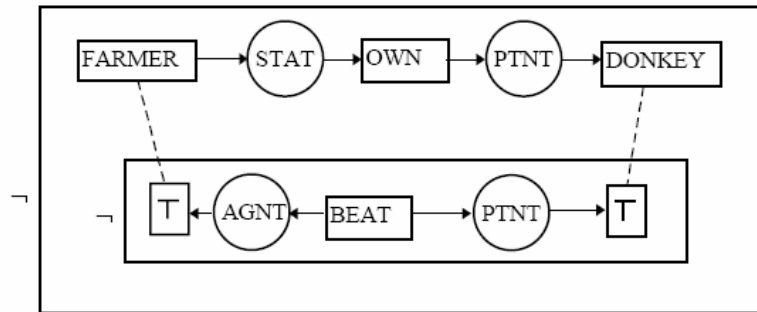 FARMER STAT OWN PTNT DONKEY
¬ ¬ T AGNT BEAT PTNT T